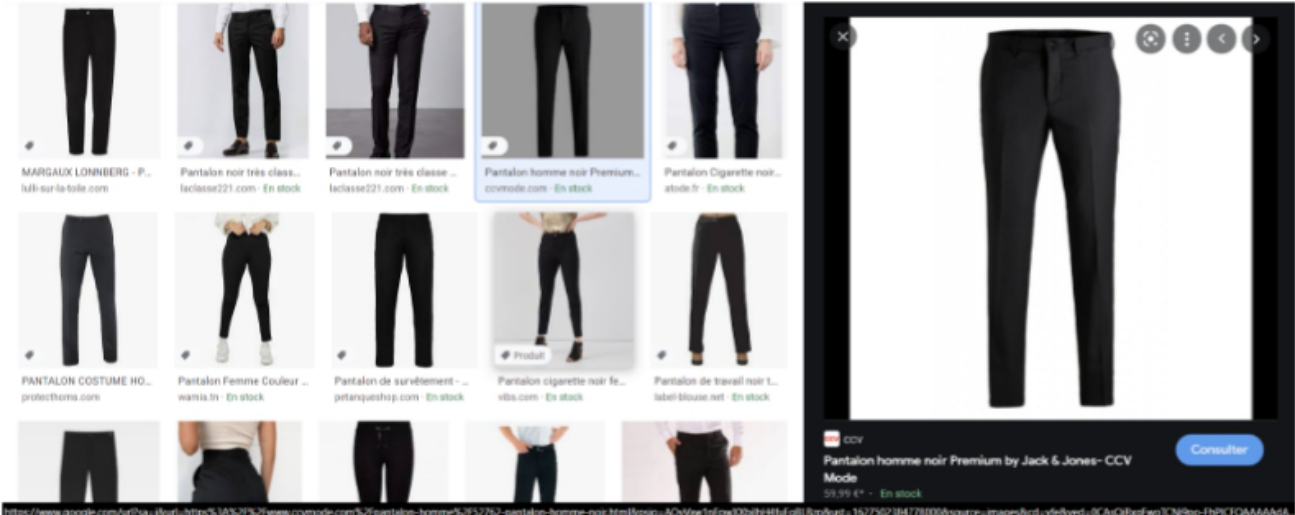 MARGAUX LONNBERG - P...
lulli-sur-la-toile.com
Pantalon noir très class...
laclasse221.com · En stock
Pantalon noir très classe ...
laclasse221.com · En stock
Pantalon homme noir Premium...
ccvmode.com · En stock
Pantalon Cigarette noir...
atode.fr · En stock
PANTALON COSTUME HO...
protecthoms.com
Pantalon Femme Couleur ...
wamia.tn · En stock
Pantalon de survêtement - ...
petanqueshop.com · En stock
Produit
Pantalon cigarette noir fe...
vibs.com · En stock
Pantalon de travail noir t...
label-blouse.net · En stock
CCV
CCV
Consulter
Pantalon homme noir Premium by Jack & Jones- CCV
Mode
59,99 €* - En stock